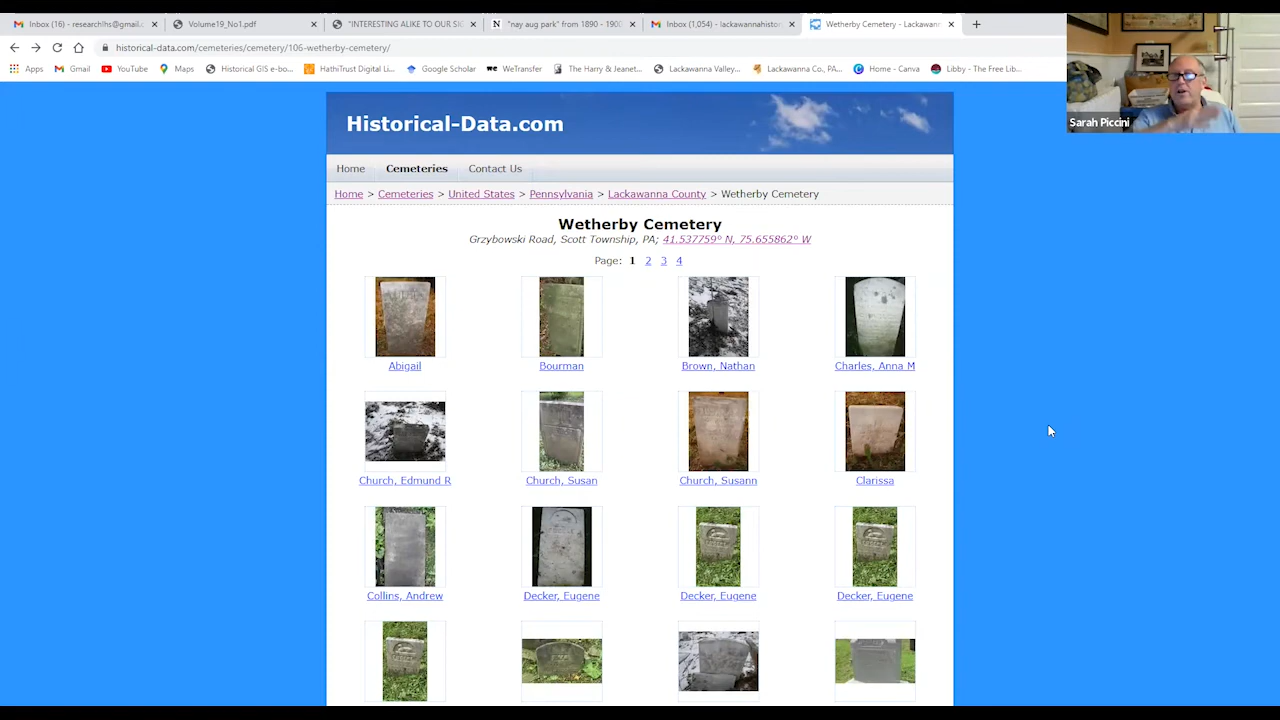 Inbox (16) - researchlhs@gmail.c
Volume19_No1.pdf
"INTERESTING ALIKE TO OUR SIG
"nay aug park" from 1890 - 1900
Inbox (1,054) - lackawannahistor
Wetherby Cemetery - Lackawann
historical-data.com/cemeteries/cemetery/106-wetherby-cemetery/
Apps
Gmail
YouTube
Maps
Historical GIS e-bo...
HathiTrust Digital Li...
Google Scholar
WeTransfer
The Harry & Jeanet...
Lackawanna Valley...
Lackawanna Co., PA...
Home - Canva
Libby - The Free Lib...
Sarah Piccini
Historical-Data.com
Home Cemeteries Contact Us
Home > Cemeteries > United States > Pennsylvania > Lackawanna County > Wetherby Cemetery
Wetherby Cemetery
Grzybowski Road, Scott Township, PA; 41.537759° N, 75.655862° W
Page: 1 2 3 4
Abigail
Bourman
Brown, Nathan
Charles, Anna M
Church, Edmund R
Church, Susan
Church, Susann
Clarissa
Collins, Andrew
Decker, Eugene
Decker, Eugene
Decker, Eugene